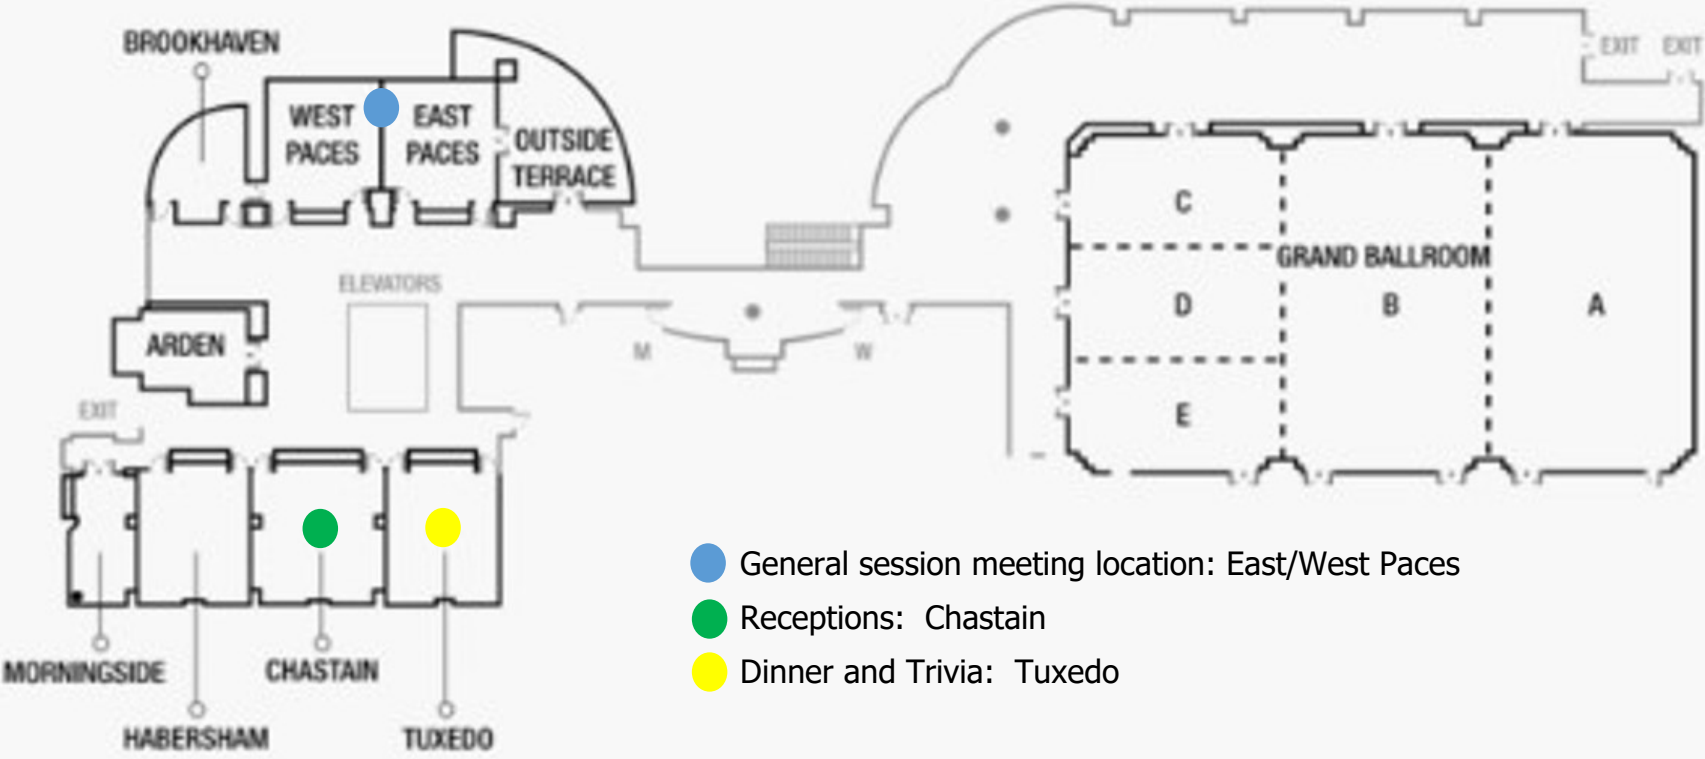 BROOKHAVEN
WEST
PACES
EAST
PACES
OUTSIDE
TERRACE
EXIT EXIT
C
GRAND BALLROOM
D
B
A
E
ELEVATORS
ARDEN
M
W
EXIT
MORNINGSIDE
CHASTAIN
HABERSHAM
TUXEDO
General session meeting location: East/West Paces
Receptions: Chastain
Dinner and Trivia: Tuxedo